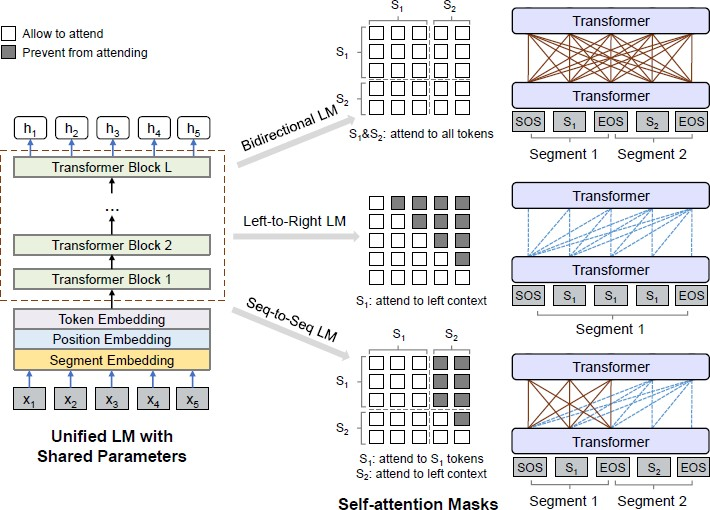 Allow to attend
Prevent from attending
h1 h2 h3 h4 h5
Transformer Block L
...
Transformer Block 2
Transformer Block 1
Token Embedding
Position Embedding
Segment Embedding
x1 x2 x3 x4 x5
Unified LM with
Shared Parameters
Bidirectional LM
Left-to-Right LM
Seq-to-Seq LM
S1 S2
S1
S2
S1&S2: attend to all tokens
S1: attend to left context
S1 S2
S1
S2
S1: attend to S1 tokens
S2: attend to left context
Self-attention Masks
Transformer
Transformer
SOS S1 EOS S2 EOS
Segment 1 Segment 2
Transformer
Transformer
SOS S1 S1 S1 EOS
Segment 1
Transformer
Transformer
SOS S1 EOS S2 EOS
Segment 1 Segment 2